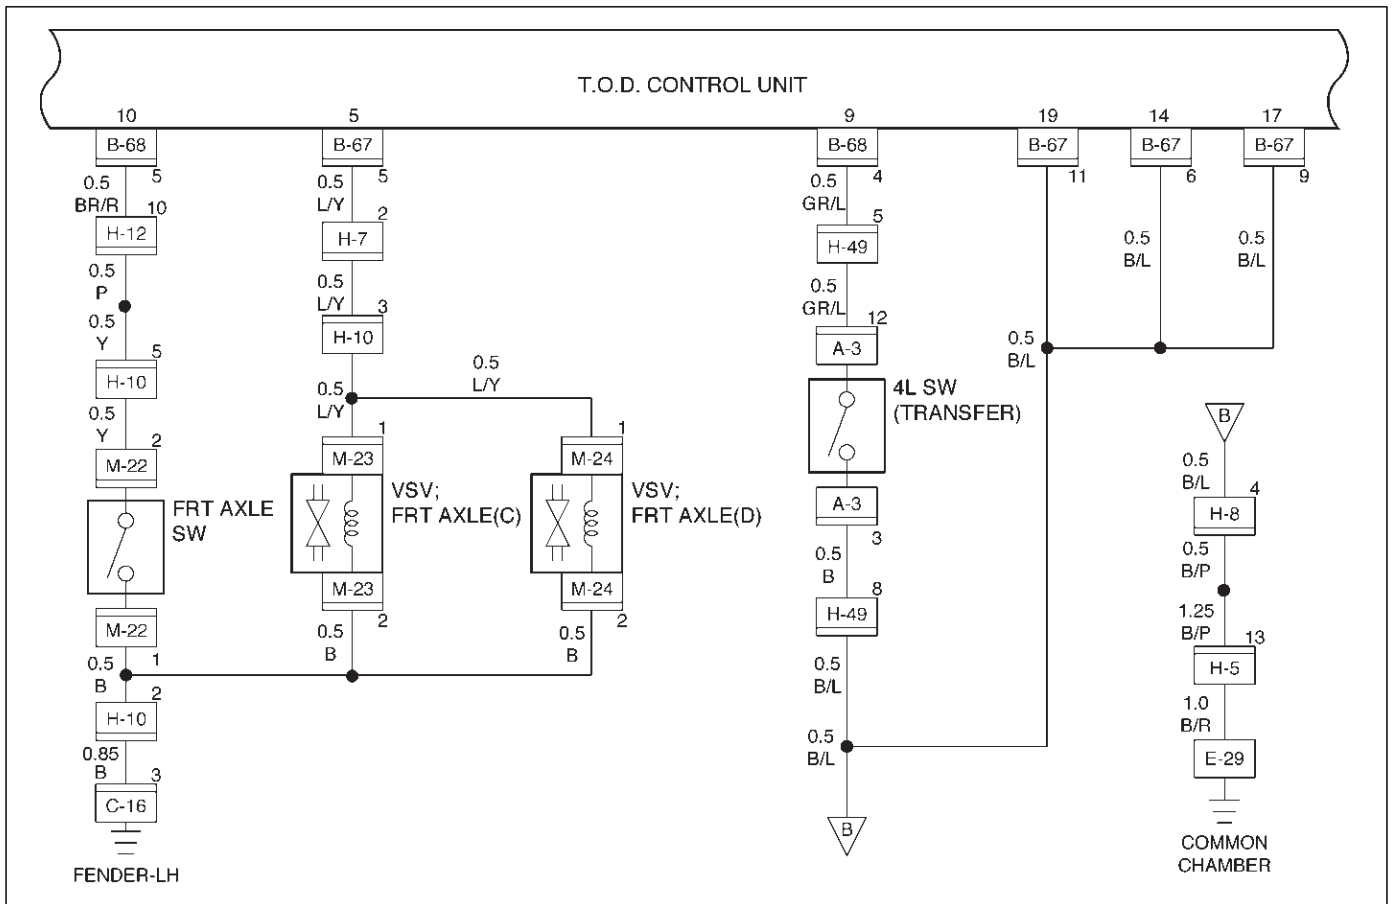 T.O.D. CONTROL UNIT
10
5
9
19
14
17
B-68
B-67
B-68
B-67
B-67
B-67
5
5
4
11
6
9
0.5
BR/R
10
H-12
0.5
P
0.5
Y
5
H-10
0.5
Y
2
M-22
FRT AXLE
SW
M-22
1
0.5
B
2
H-10
0.85
B
3
C-16
FENDER-LH
0.5
L/Y
2
H-7
0.5
L/Y
3
H-10
0.5
L/Y
0.5
L/Y
1
M-23
VSV;
FRT AXLE(C)
M-23
2
0.5
B
1
M-24
VSV;
FRT AXLE(D)
M-24
2
0.5
B
0.5
GR/L
5
H-49
0.5
GR/L
12
A-3
4L SW
(TRANSFER)
A-3
3
0.5
B
8
H-49
0.5
B/L
0.5
B/L
B
0.5
B/L
0.5
B/L
0.5
B/L
B
0.5
B/L
4
H-8
0.5
B/P
1.25
B/P
13
H-5
1.0
B/R
E-29
COMMON
CHAMBER